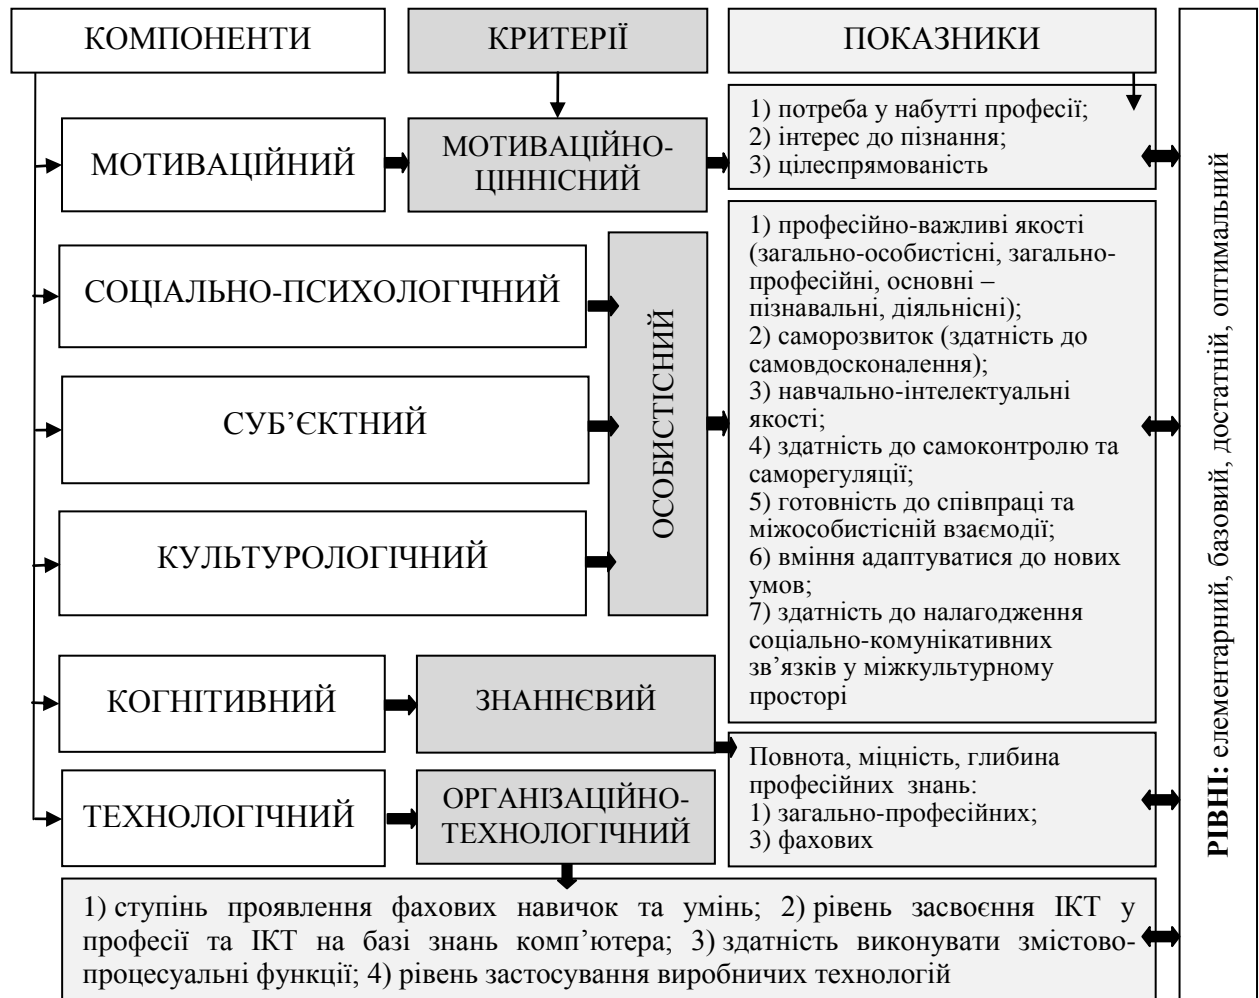 КОМПОНЕНТИ
КРИТЕРІЇ
ПОКАЗНИКИ
МОТИВАЦІЙНИЙ
МОТИВАЦІЙНО-
ЦІННІСНИЙ
1) потреба у набутті професії;
2) інтерес до пізнання;
3) цілеспрямованість
СОЦІАЛЬНО-ПСИХОЛОГІЧНИЙ
СУБ’ЄКТНИЙ
КУЛЬТУРОЛОГІЧНИЙ
ОСОБИСТІСНИЙ
1) професійно-важливі якості
(загально-особистісні, загально-
професійні, основні –
пізнавальні, діяльнісні);
2) саморозвиток (здатність до
самовдосконалення);
3) навчально-інтелектуальні
якості;
4) здатність до самоконтролю та
саморегуляції;
5) готовність до співпраці та
міжособистісній взаємодії;
6) вміння адаптуватися до нових
умов;
7) здатність до налагодження
соціально-комунікативних
зв’язків у міжкультурному
просторі
КОГНІТИВНИЙ
ЗНАННЄВИЙ
Повнота, міцність, глибина
професійних знань:
1) загально-професійних;
3) фахових
ТЕХНОЛОГІЧНИЙ
ОРГАНІЗАЦІЙНО-
ТЕХНОЛОГІЧНИЙ
1) ступінь проявлення фахових навичок та умінь; 2) рівень засвоєння ІКТ у
професії та ІКТ на базі знань комп’ютера; 3) здатність виконувати змістово-
процесуальні функції; 4) рівень застосування виробничих технологій
РІВНІ: елементарний, базовий, достатній, оптимальний